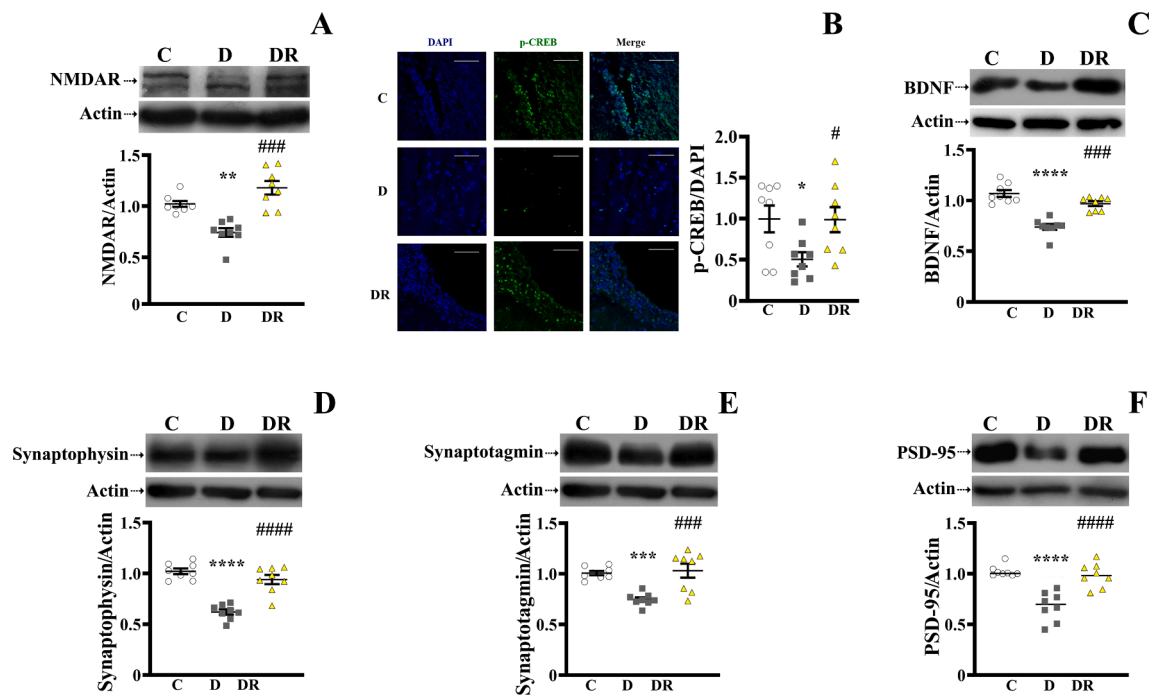 A
C D DR
NMDAR
Actin
###
**
1.5
1.0
0.5
0
NMDAR/Actin
C D DR
B
DAPI p-CREB Merge
C
D
DR
#
*
2.0
1.5
1.0
0.5
0
p-CREB/DAPI
C D DR
C
C D DR
BDNF
Actin
###
****
1.5
1.0
0.5
0
BDNF/Actin
C D DR
D
C D DR
Synaptophysin
Actin
####
****
1.5
1.0
0.5
0
Synaptophysin/Actin
C D DR
E
C D DR
Synaptotagmin
Actin
###
***
1.5
1.0
0.5
0
Synaptotagmin/Actin
C D DR
F
C D DR
PSD-95
Actin
####
****
1.5
1.0
0.5
0
PSD-95/Actin
C D DR